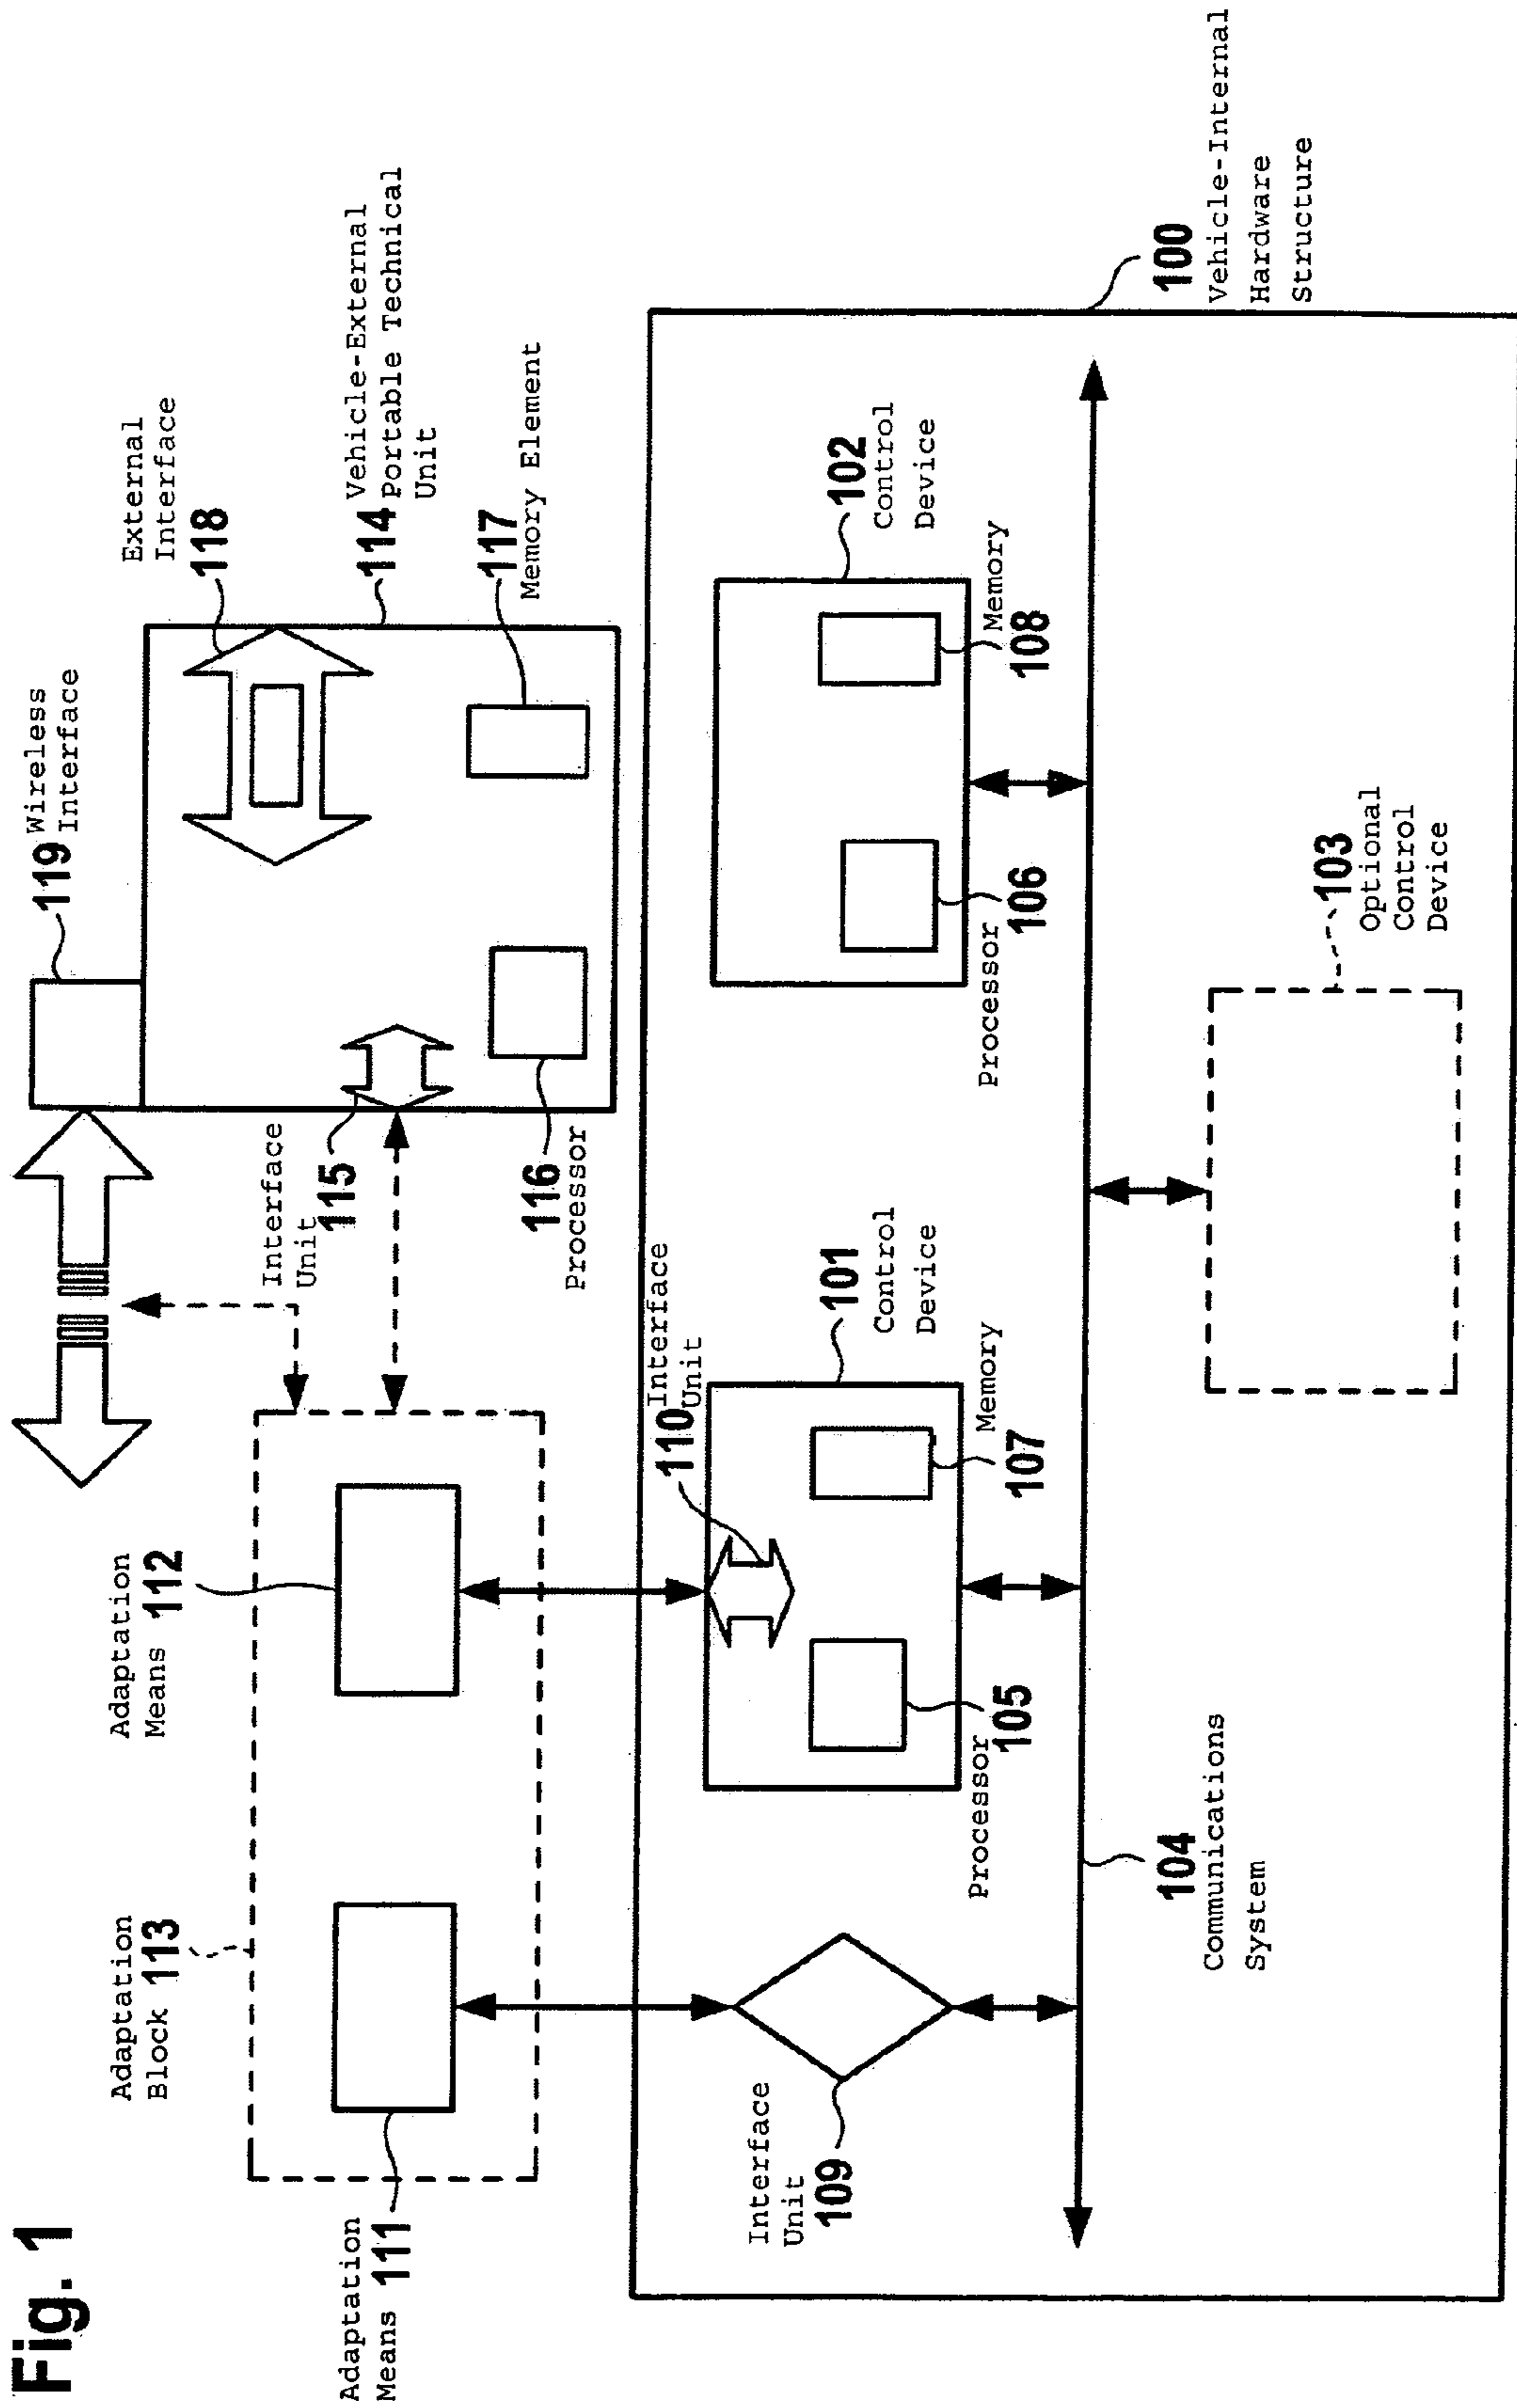 Fig. 1
119 Wireless
Interface
External
Interface
118
Adaptation
Block 113
Adaptation
Means 112
Interface
Unit
115
114 Vehicle-External
Portable Technical
Unit
Adaptation
Means 111
116
Processor
117
Memory Element
Interface
Unit
110
Interface
Unit
109
101
Control
Device
102
Control
Device
Processor
105
Memory
107
Processor
106
Memory
108
104
Communications
System
103
Optional
Control
Device
100
Vehicle-Internal
Hardware
Structure